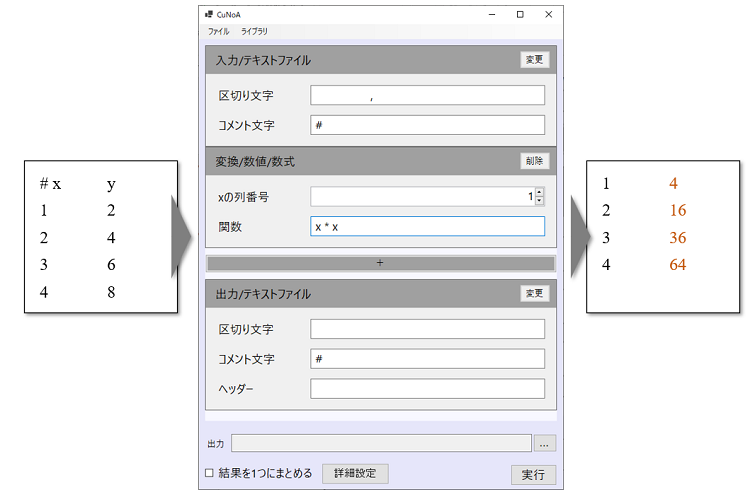 CuNoA
ファイル ライブラリ
入力/テキストファイル 変更
区切り文字 ,
コメント文字 #
変換/数値/数式 削除
xの列番号 1
関数 x * x
+
出力/テキストファイル 変更
区切り文字
コメント文字 #
ヘッダー
出力 ...
結果を1つにまとめる 詳細設定 実行
# x y
1 2
2 4
3 6
4 8
1 4
2 16
3 36
4 64